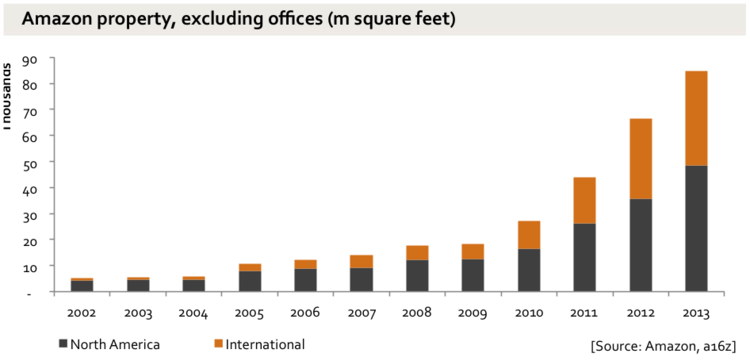 Amazon property, excluding offices (m square feet)
Thousands
90
80
70
60
50
40
30
20
10
-
2002 2003 2004 2005 2006 2007 2008 2009 2010 2011 2012 2013
North America International
[Source: Amazon, a16z]